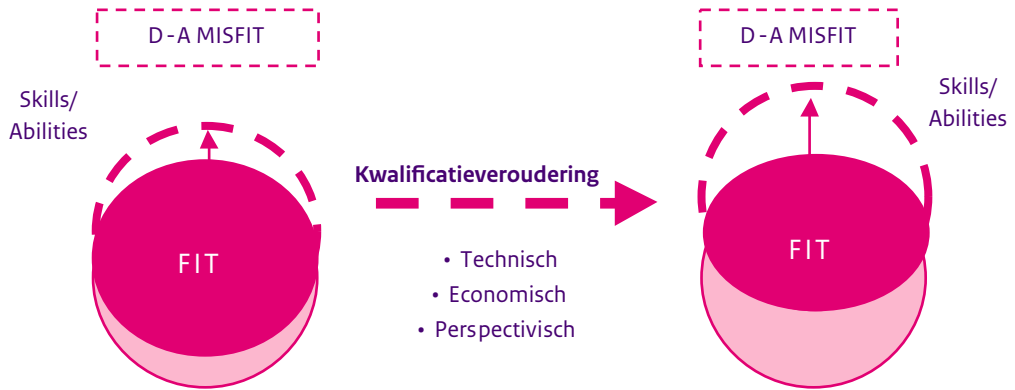 D-A MISFIT
Skills/
Abilities
FIT
Kwalificatieveroudering
• Technisch
• Economisch
• Perspectivisch
D-A MISFIT
Skills/
Abilities
FIT